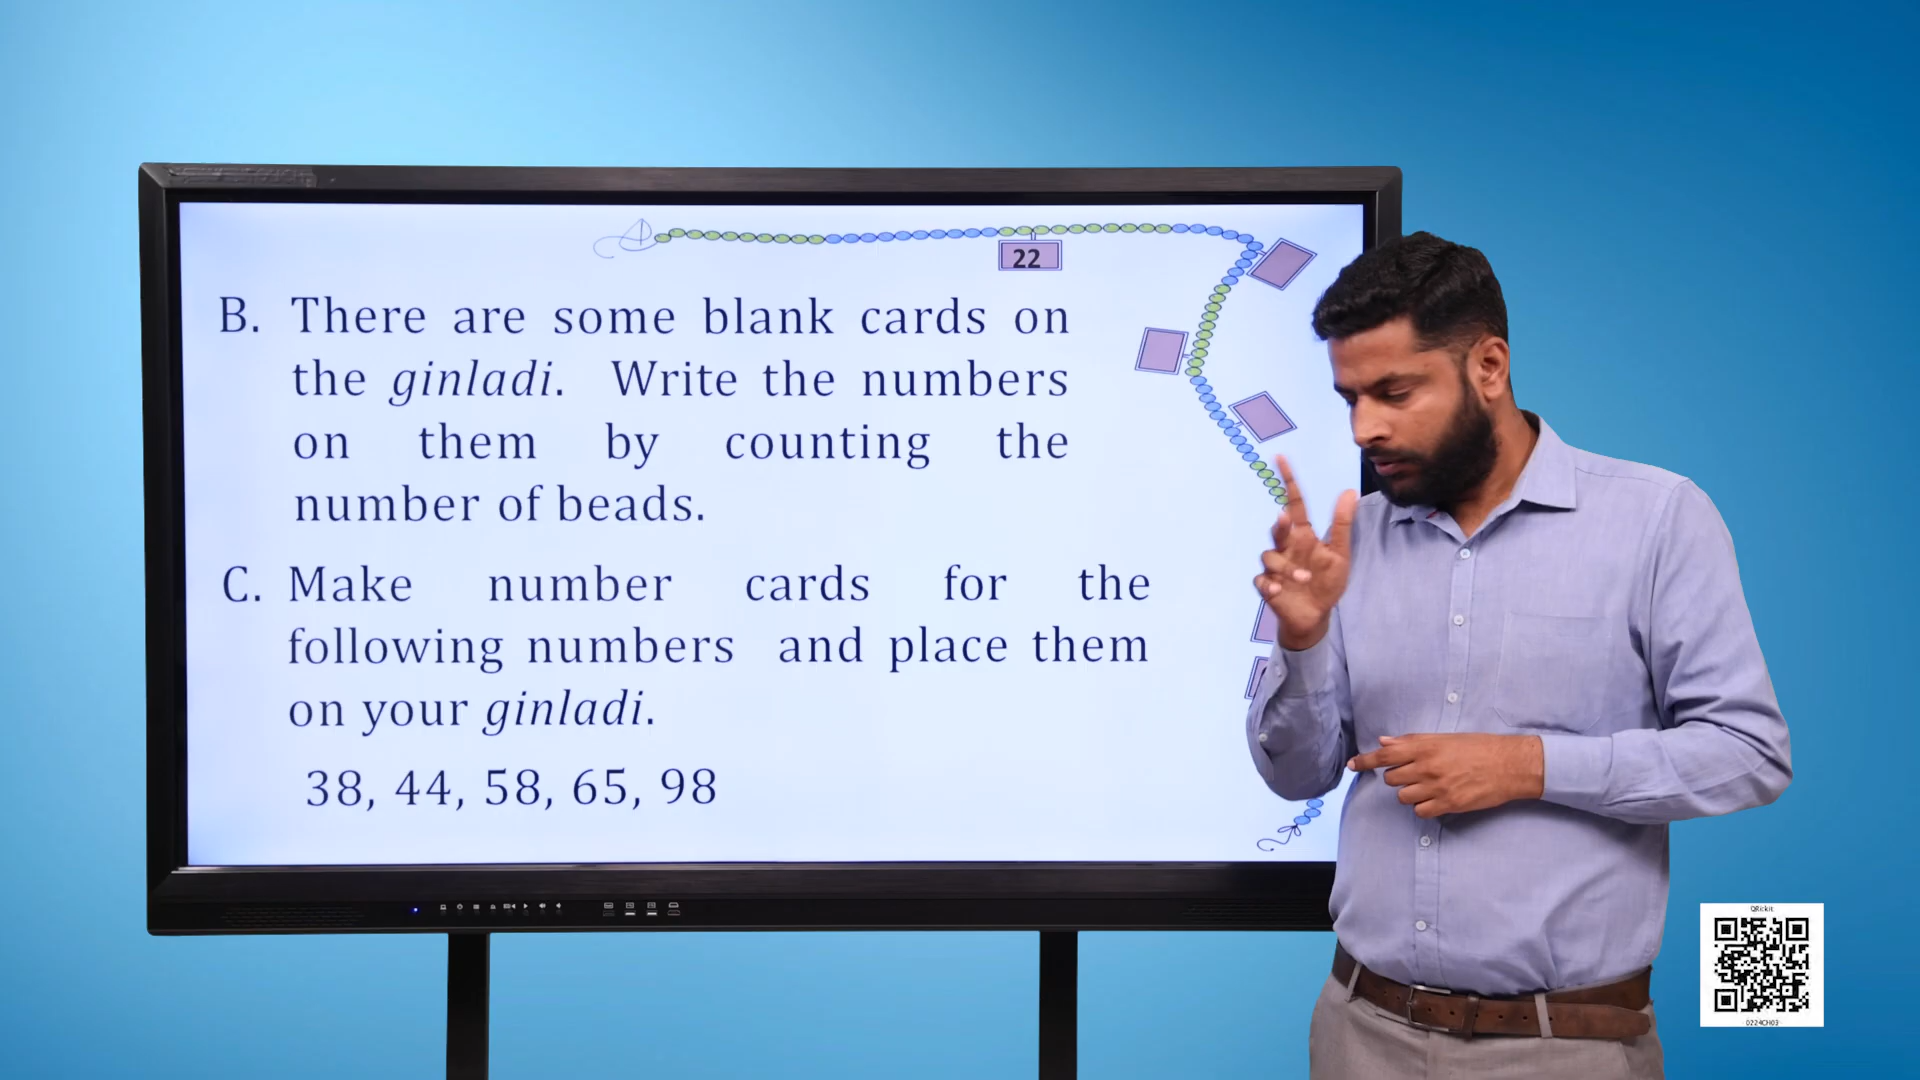 22
B. There are some blank cards on
the ginladi. Write the numbers
on them by counting the
number of beads.
C. Make number cards for the
following numbers and place them
on your ginladi.
38, 44, 58, 65, 98
QRickit
0224CH03